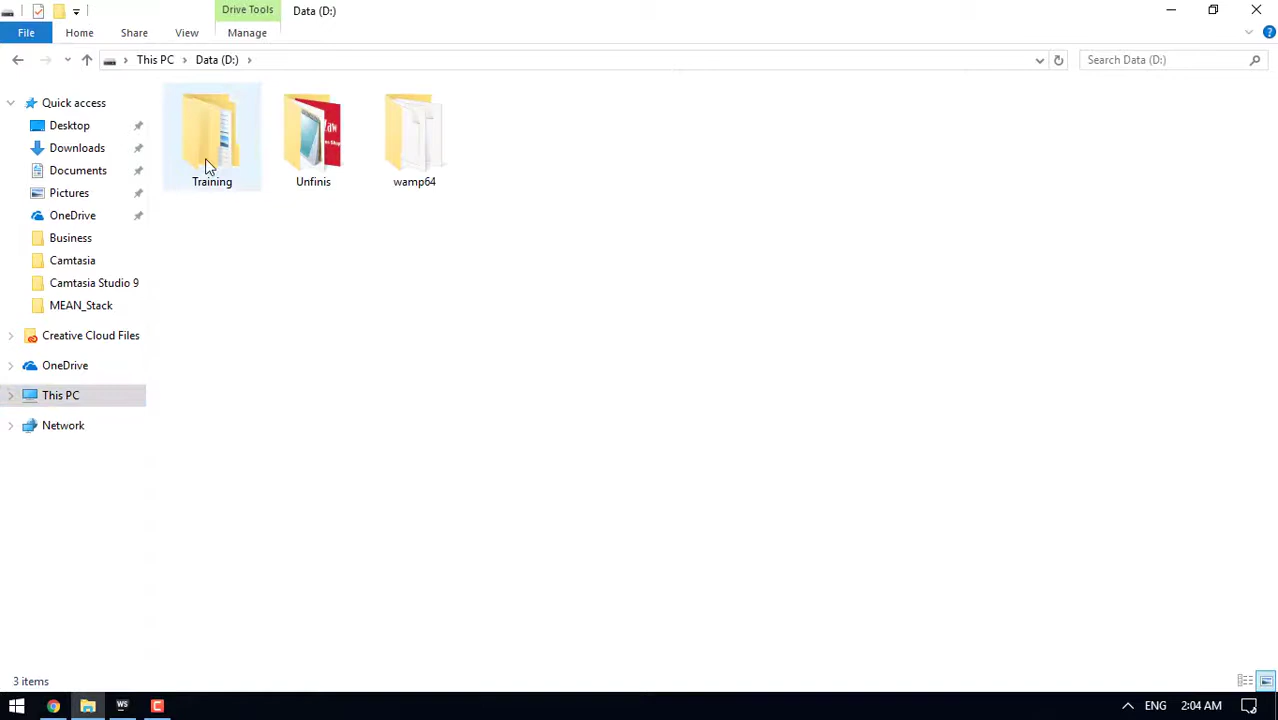 Drive Tools
Data (D:)
File
Home
Share
View
Manage
This PC
Data (D:)
Search Data (D:)
Quick access
Desktop
Downloads
Documents
Pictures
OneDrive
Business
Camtasia
Camtasia Studio 9
MEAN_Stack
Creative Cloud Files
OneDrive
This PC
Network
Training
Unfinis
wamp64
3 items
WS
C
ENG
2:04 AM